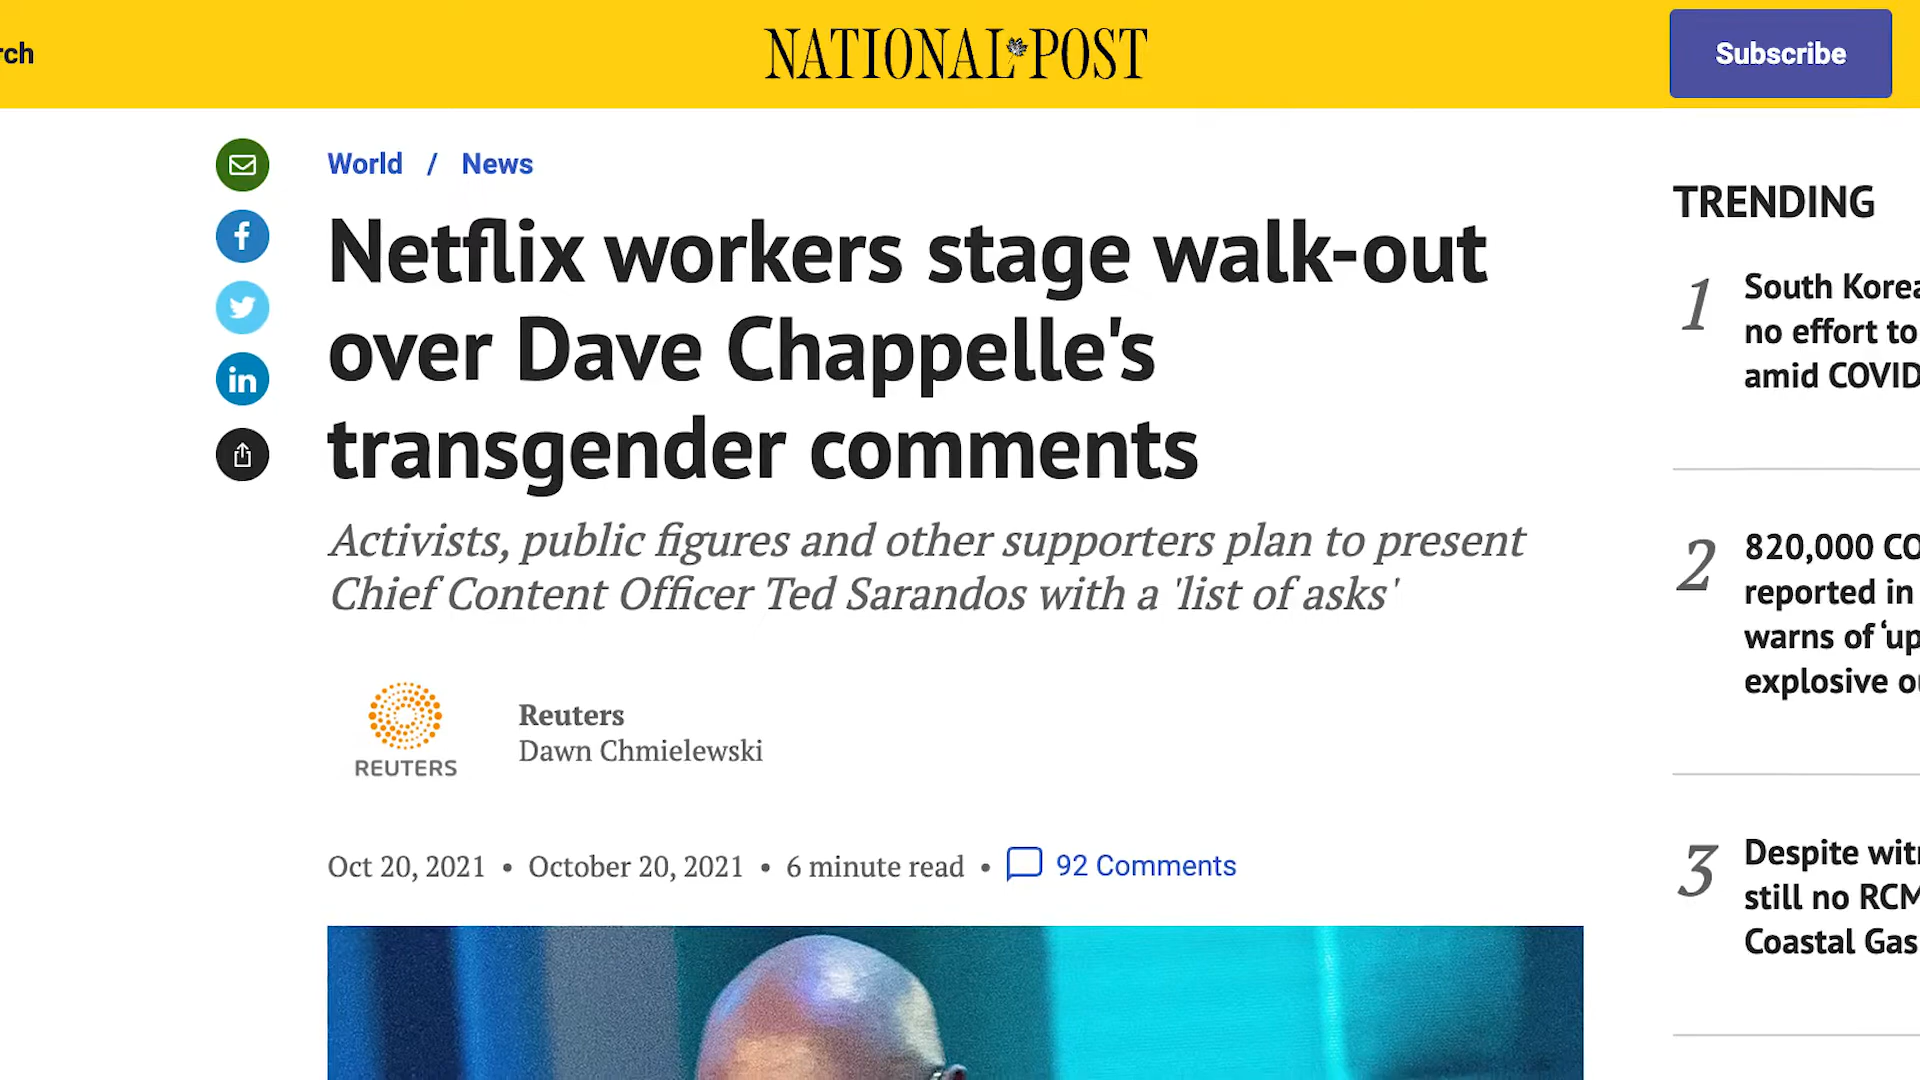 rch
NATIONAL POST
Subscribe
World / News
Netflix workers stage walk-out
over Dave Chappelle's
transgender comments
Activists, public figures and other supporters plan to present
Chief Content Officer Ted Sarandos with a 'list of asks'
REUTERS
Reuters
Dawn Chmielewski
Oct 20, 2021 • October 20, 2021 • 6 minute read • 92 Comments
TRENDING
1
South Korea
no effort to
amid COVID
2
820,000 CO
reported in
warns of ‘up
explosive ou
3
Despite witn
still no RCM
Coastal Gas